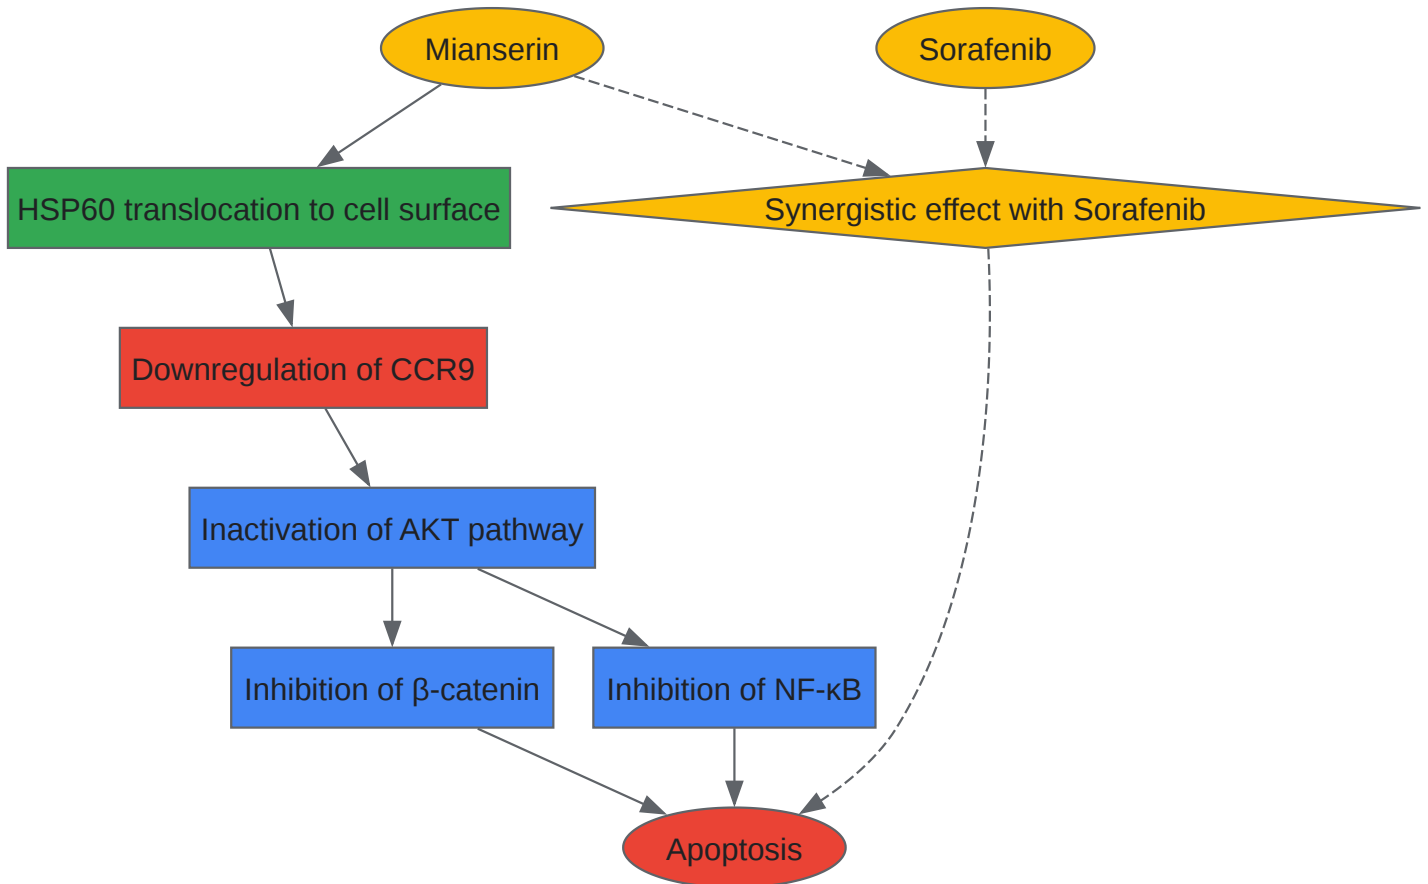 Mianserin
Sorafenib
HSP60 translocation to cell surface
Synergistic effect with Sorafenib
Downregulation of CCR9
Inactivation of AKT pathway
Inhibition of β-catenin
Inhibition of NF-κB
Apoptosis